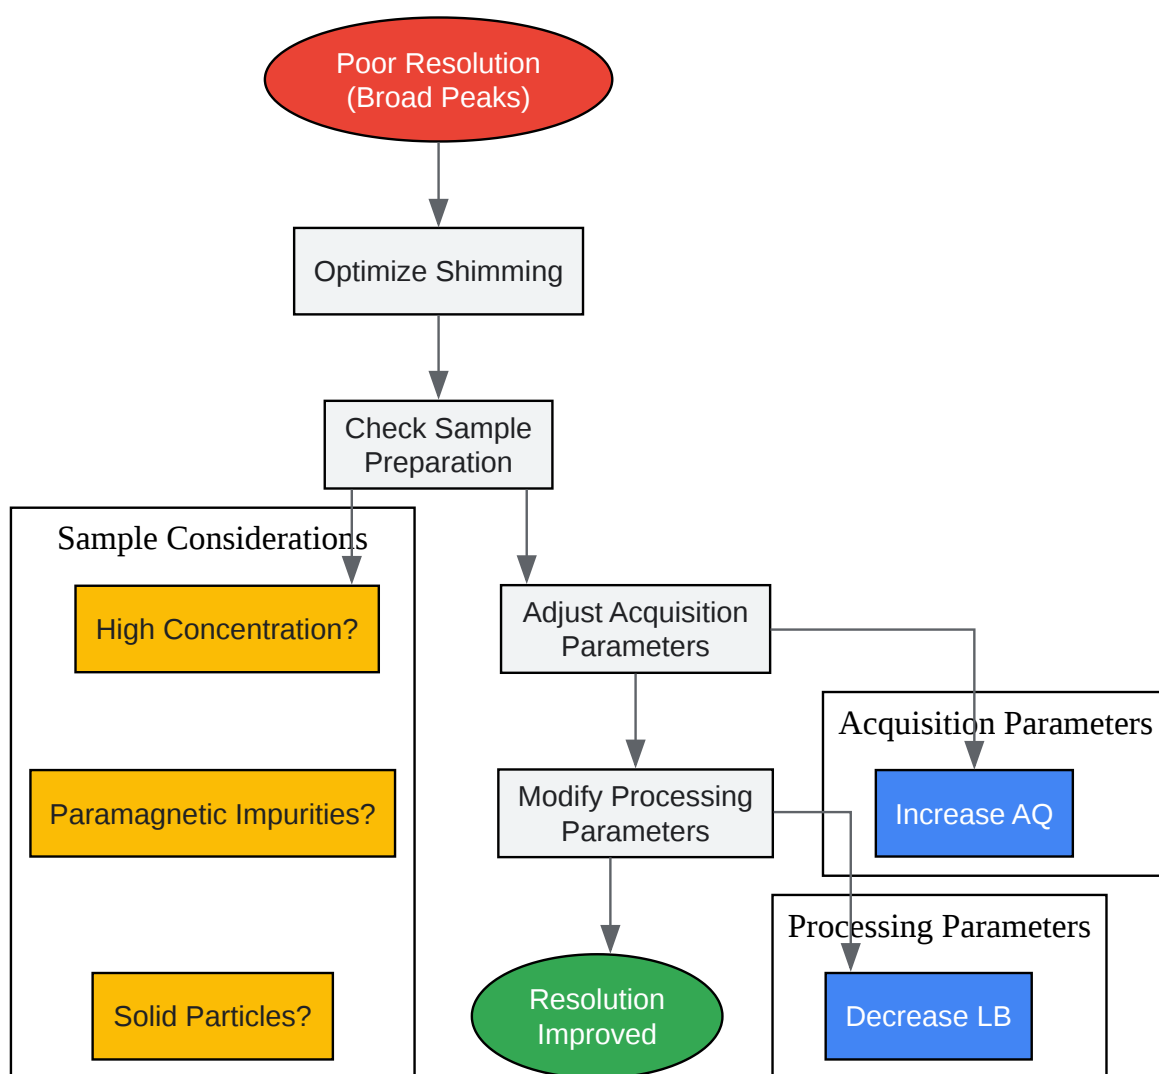 Poor Resolution
(Broad Peaks)
Optimize Shimming
Check Sample
Preparation
Sample Considerations
High Concentration?
Adjust Acquisition
Parameters
Acquisition Parameters
Paramagnetic Impurities?
Modify Processing
Parameters
Increase AQ
Processing Parameters
Solid Particles?
Resolution
Improved
Decrease LB